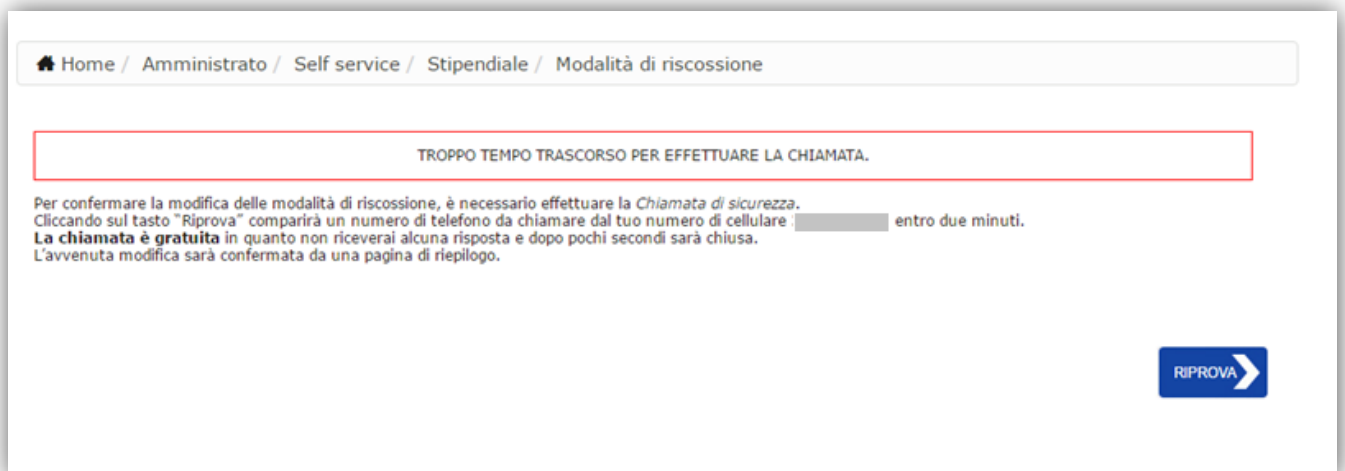 Home / Amministrato / Self service / Stipendiale / Modalità di riscossione
TROPPO TEMPO TRASCORSO PER EFFETTUARE LA CHIAMATA.
Per confermare la modifica delle modalità di riscossione, è necessario effettuare la Chiamata di sicurezza.
Cliccando sul tasto "Riprova" comparirà un numero di telefono da chiamare dal tuo numero di cellulare entro due minuti.
La chiamata è gratuita in quanto non riceverai alcuna risposta e dopo pochi secondi sarà chiusa.
L'avvenuta modifica sarà confermata da una pagina di riepilogo.
RIPROVA